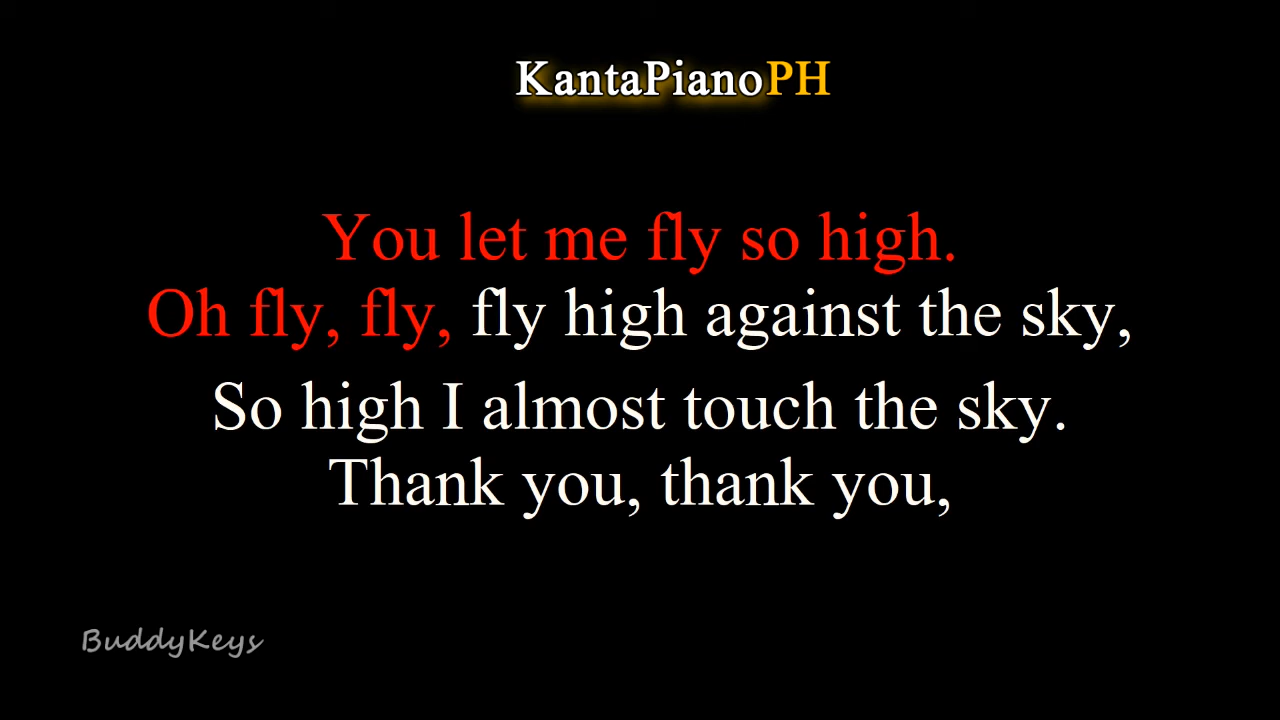 KantaPianoPH
You let me fly so high.
Oh fly, fly, fly high against the sky,
So high I almost touch the sky.
Thank you, thank you,
BuddyKeys